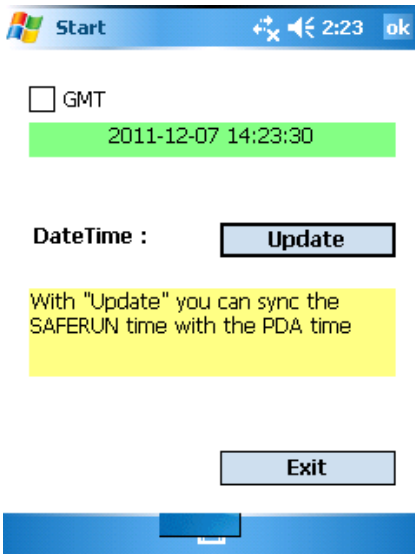 Start 2:23 ok
GMT
2011-12-07 14:23:30
DateTime : Update
With "Update" you can sync the
SAFERUN time with the PDA time
Exit